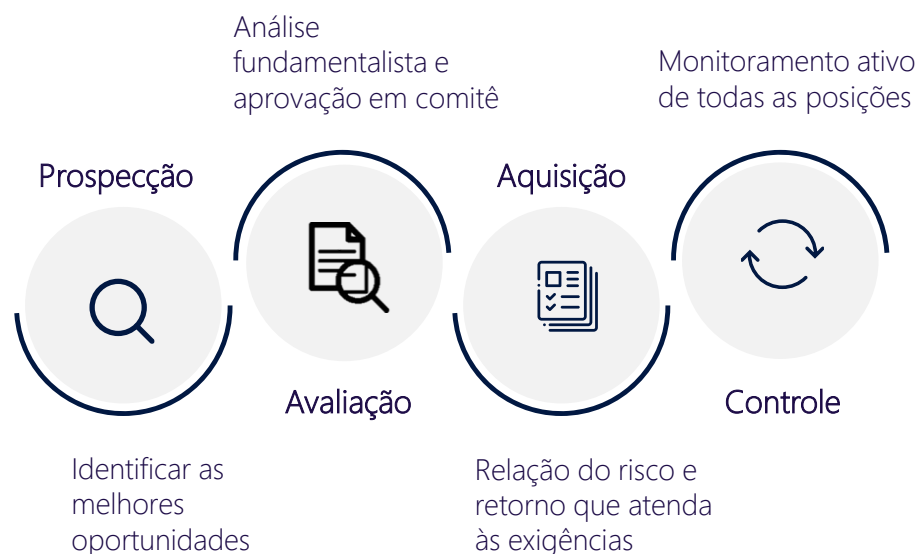 Prospecção
Identificar as
melhores
oportunidades
Análise
fundamentalista e
aprovação em comitê
Avaliação
Aquisição
Relação do risco e
retorno que atenda
às exigências
Monitoramento ativo
de todas as posições
Controle